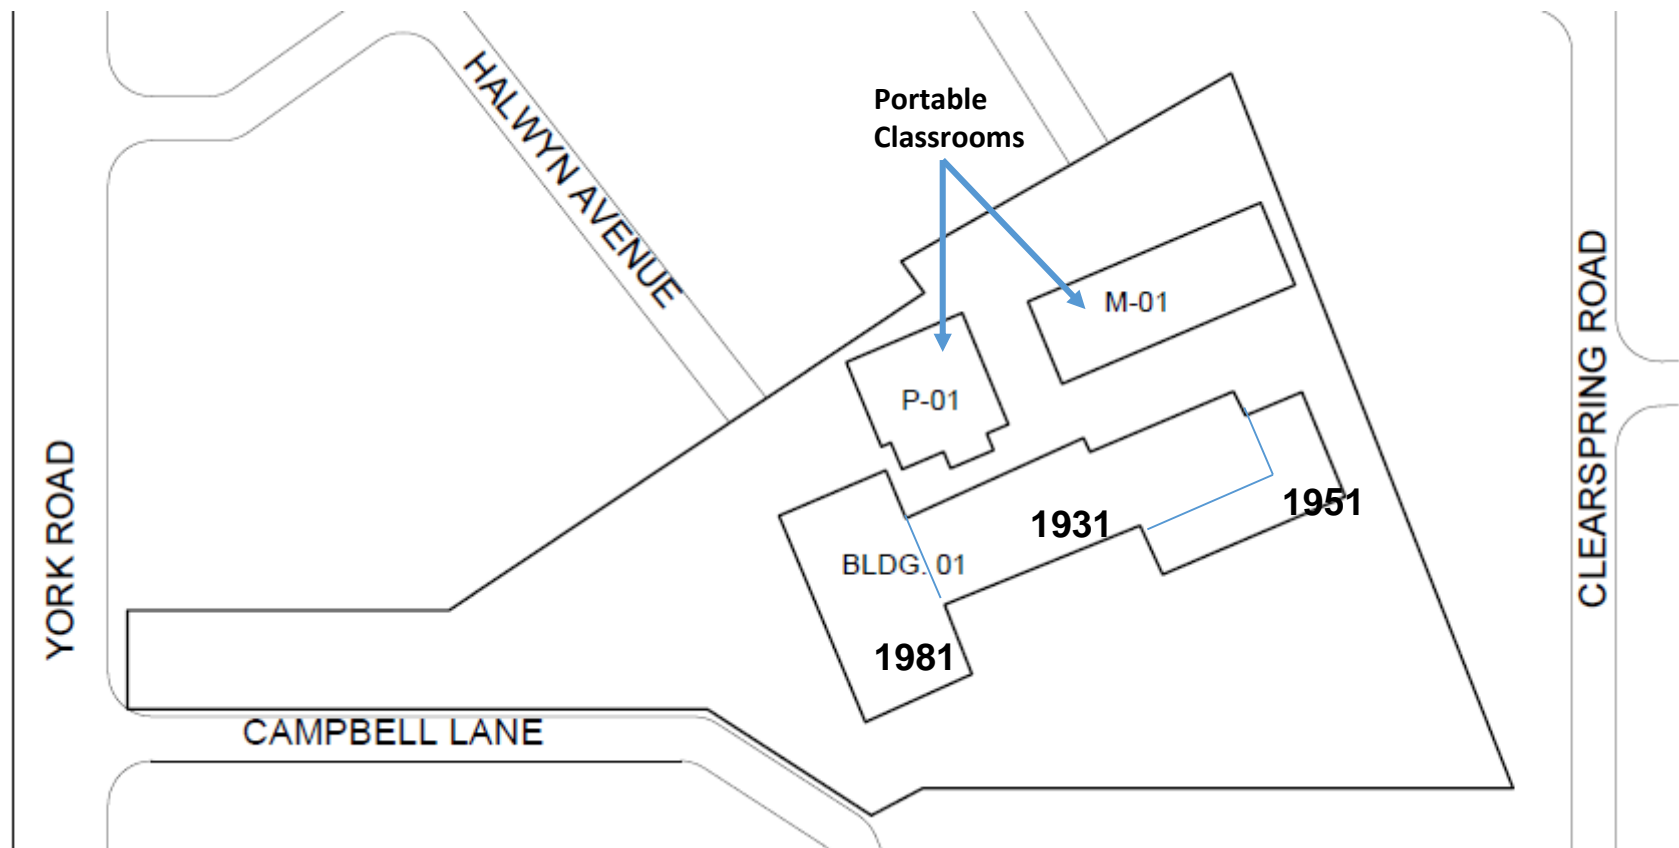 HALWYN AVENUE
Portable
Classrooms
M-01
P-01
CLEARSPRING ROAD
YORK ROAD
1951
1931
BLDG. 01
1981
CAMPBELL LANE